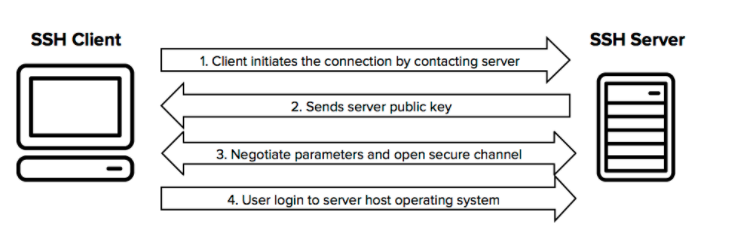 SSH Client
SSH Server
1. Client initiates the connection by contacting server
2. Sends server public key
3. Negotiate parameters and open secure channel
4. User login to server host operating system